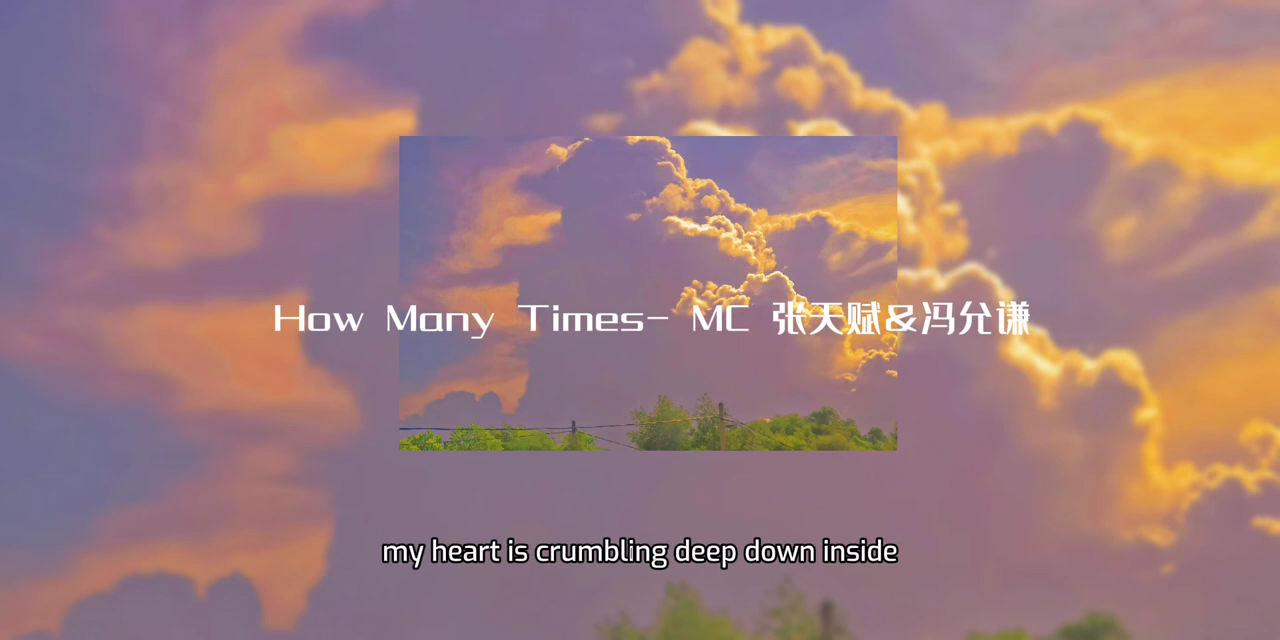 How Many Times- MC 张天赋&冯允谦
my heart is crumbling deep down inside